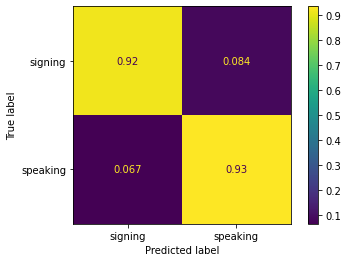 0.9
signing 0.92 0.084
0.8
0.7
0.6
True label
0.5
0.4
speaking 0.067 0.93
0.3
0.2
0.1
signing speaking
Predicted label